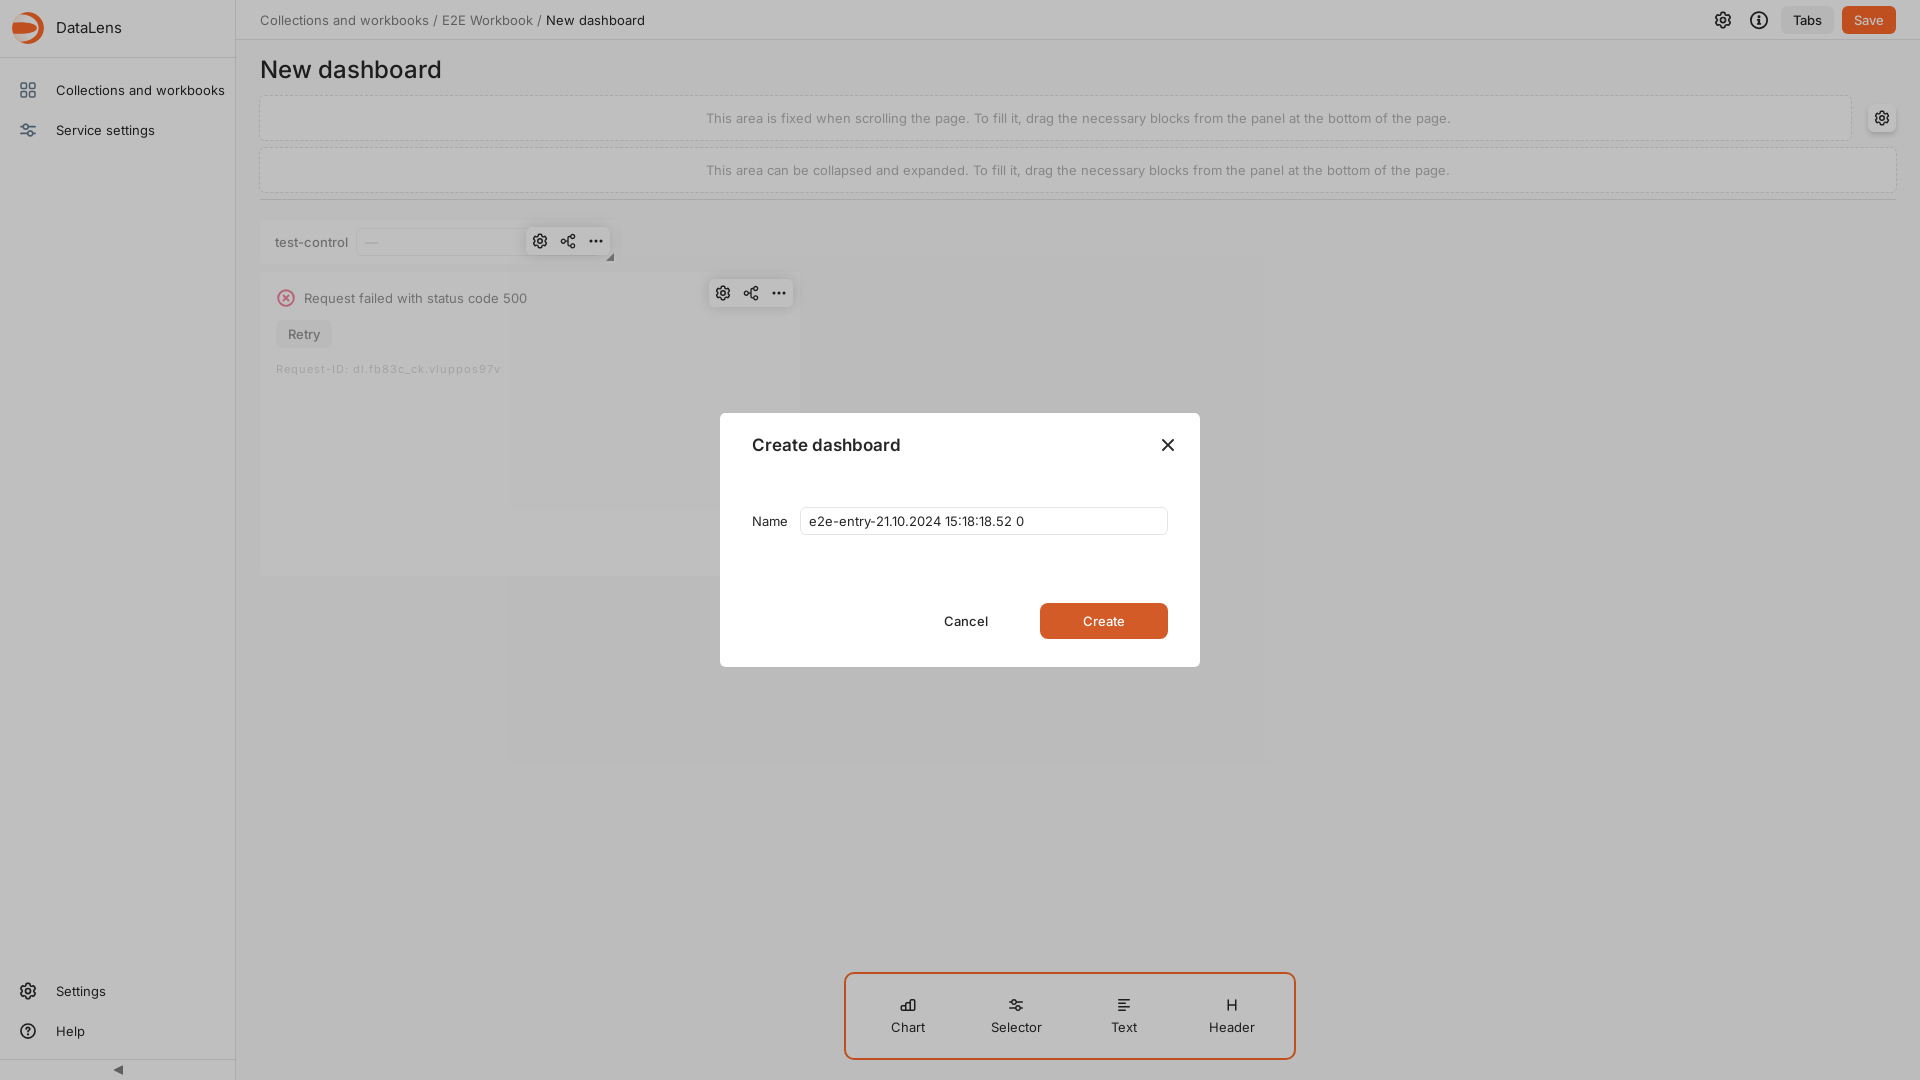 DataLens
Collections and workbooks / E2E Workbook / New dashboard
Tabs
Save
Collections and workbooks
Service settings
New dashboard
This area is fixed when scrolling the page. To fill it, drag the necessary blocks from the panel at the bottom of the page.
This area can be collapsed and expanded. To fill it, drag the necessary blocks from the panel at the bottom of the page.
test-control
—
Request failed with status code 500
Retry
Request-ID: dl.fb83c_ck.vluppos97v
Create dashboard
Name
e2e-entry-21.10.2024 15:18:18.52 0
Cancel
Create
Settings
Help
Chart
Selector
Text
Header